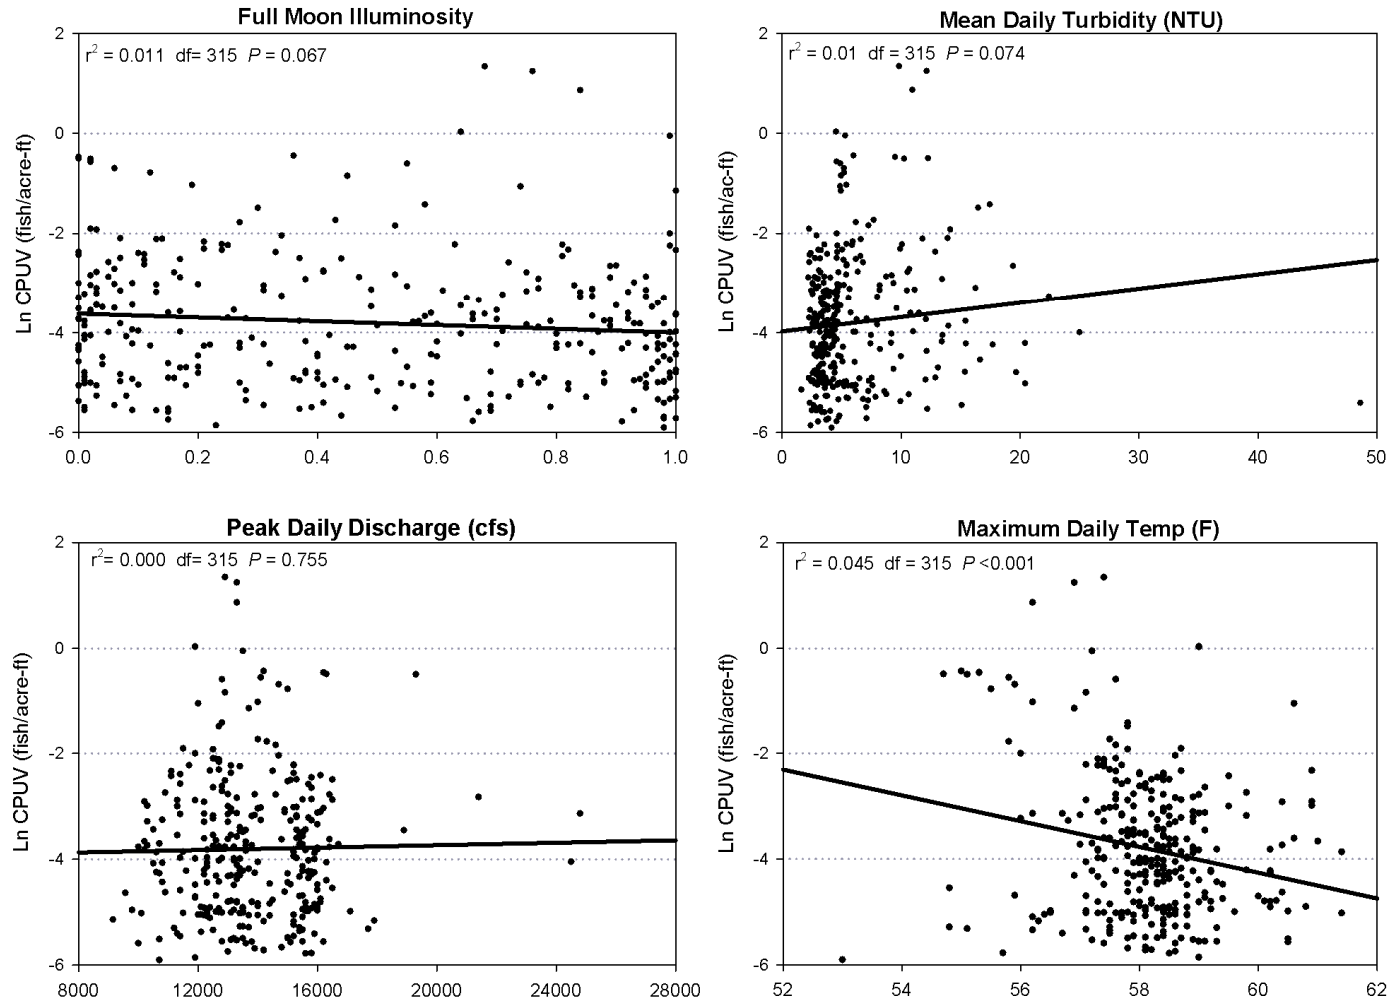 Full Moon Illuminosity
r² = 0.011 df= 315 P = 0.067
Ln CPUV (fish/acre-ft)
2
0
-2
-4
-6
0.0 0.2 0.4 0.6 0.8 1.0
Mean Daily Turbidity (NTU)
r² = 0.01 df = 315 P = 0.074
Ln CPUV (fish/ac-ft)
2
0
-2
-4
-6
0 10 20 30 40 50
Peak Daily Discharge (cfs)
r²= 0.000 df= 315 P = 0.755
Ln CPUV (fish/acre-ft)
2
0
-2
-4
-6
8000 12000 16000 20000 24000 28000
Maximum Daily Temp (F)
r² = 0.045 df = 315 P <0.001
Ln CPUV (fish/acre-ft)
2
0
-2
-4
-6
52 54 56 58 60 62